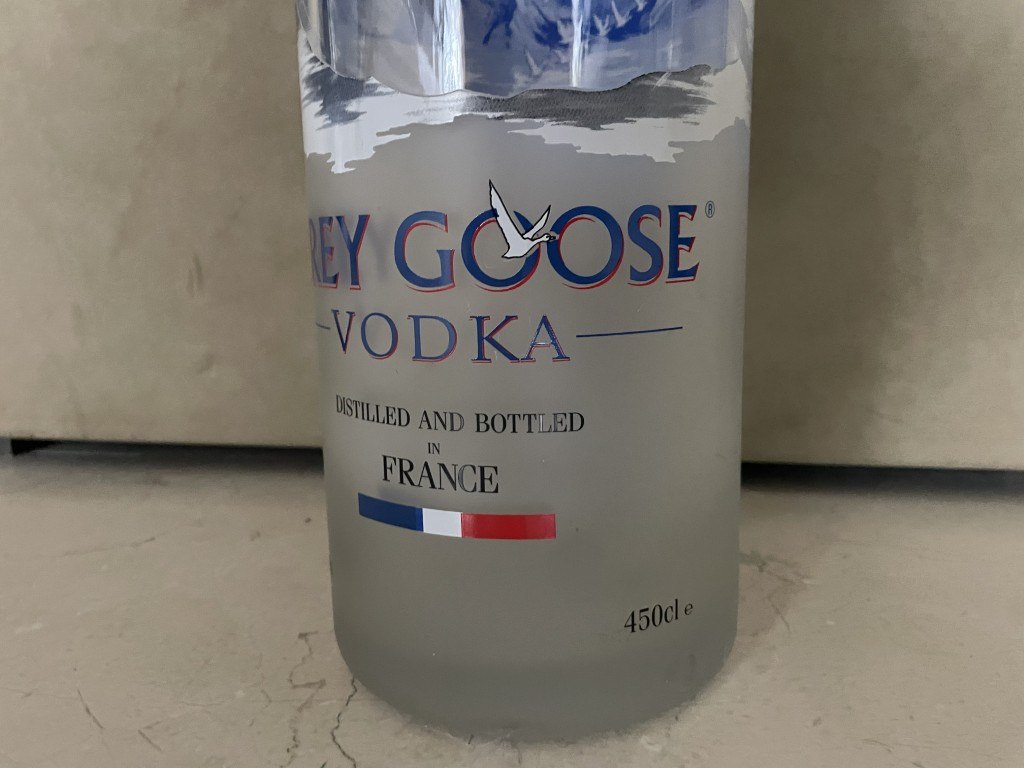 REY GOOSE®
VODKA
DISTILLED AND BOTTLED
IN
FRANCE
450cl e